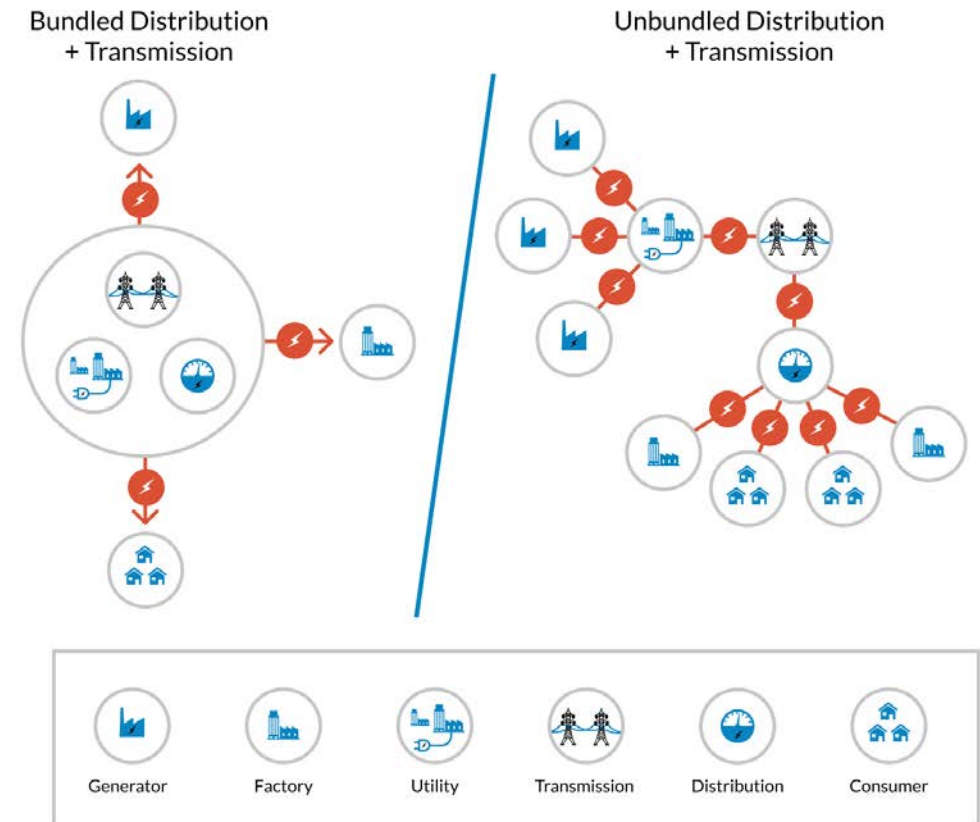 Bundled Distribution
+ Transmission
Unbundled Distribution
+ Transmission
Generator
Factory
Utility
Transmission
Distribution
Consumer